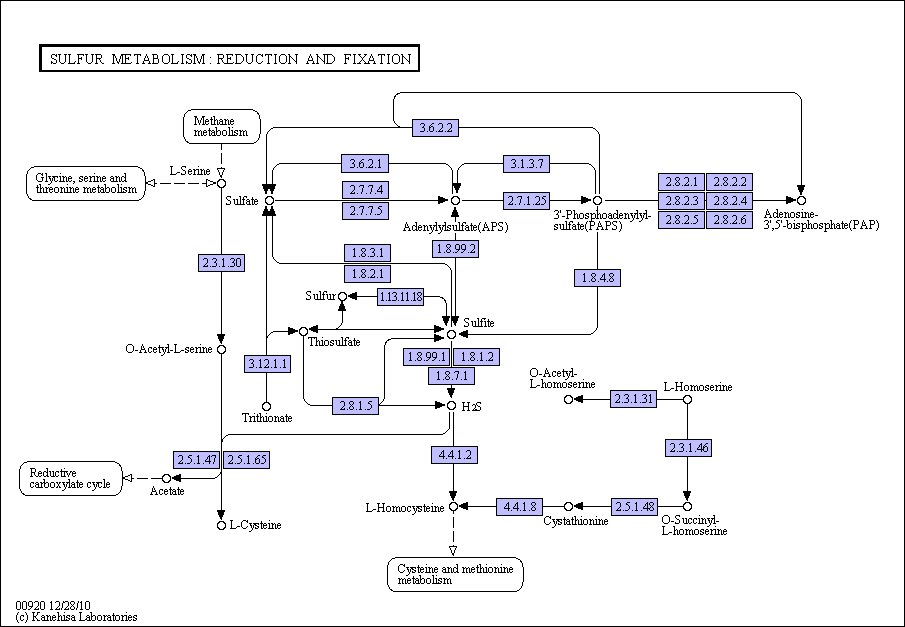 SULFUR METABOLISM : REDUCTION AND FIXATION
Methane
metabolism
3.6.2.2
Glycine, serine and
threonine metabolism
L-Serine
3.6.2.1
3.1.3.7
2.7.7.4
2.7.7.5
2.7.1.25
2.8.2.1
2.8.2.2
2.8.2.3
2.8.2.4
2.8.2.5
2.8.2.6
Sulfate
Adenylylsulfate(APS)
3'-Phosphoadenylyl-
sulfate(PAPS)
Adenosine-
3',5'-bisphosphate(PAP)
2.3.1.30
1.8.3.1
1.8.2.1
1.8.99.2
1.8.4.8
Sulfur
1.13.11.18
Thiosulfate
Sulfite
O-Acetyl-L-serine
3.12.1.1
1.8.99.1
1.8.1.2
1.8.7.1
Trithionate
2.8.1.5
H2S
O-Acetyl-
L-homoserine
2.3.1.31
L-Homoserine
2.3.1.46
2.5.1.47
2.5.1.65
4.4.1.2
Reductive
carboxylate cycle
Acetate
L-Cysteine
L-Homocysteine
4.4.1.8
Cystathionine
2.5.1.48
O-Succinyl-
L-homoserine
Cysteine and methionine
metabolism
00920 12/28/10
(c) Kanehisa Laboratories